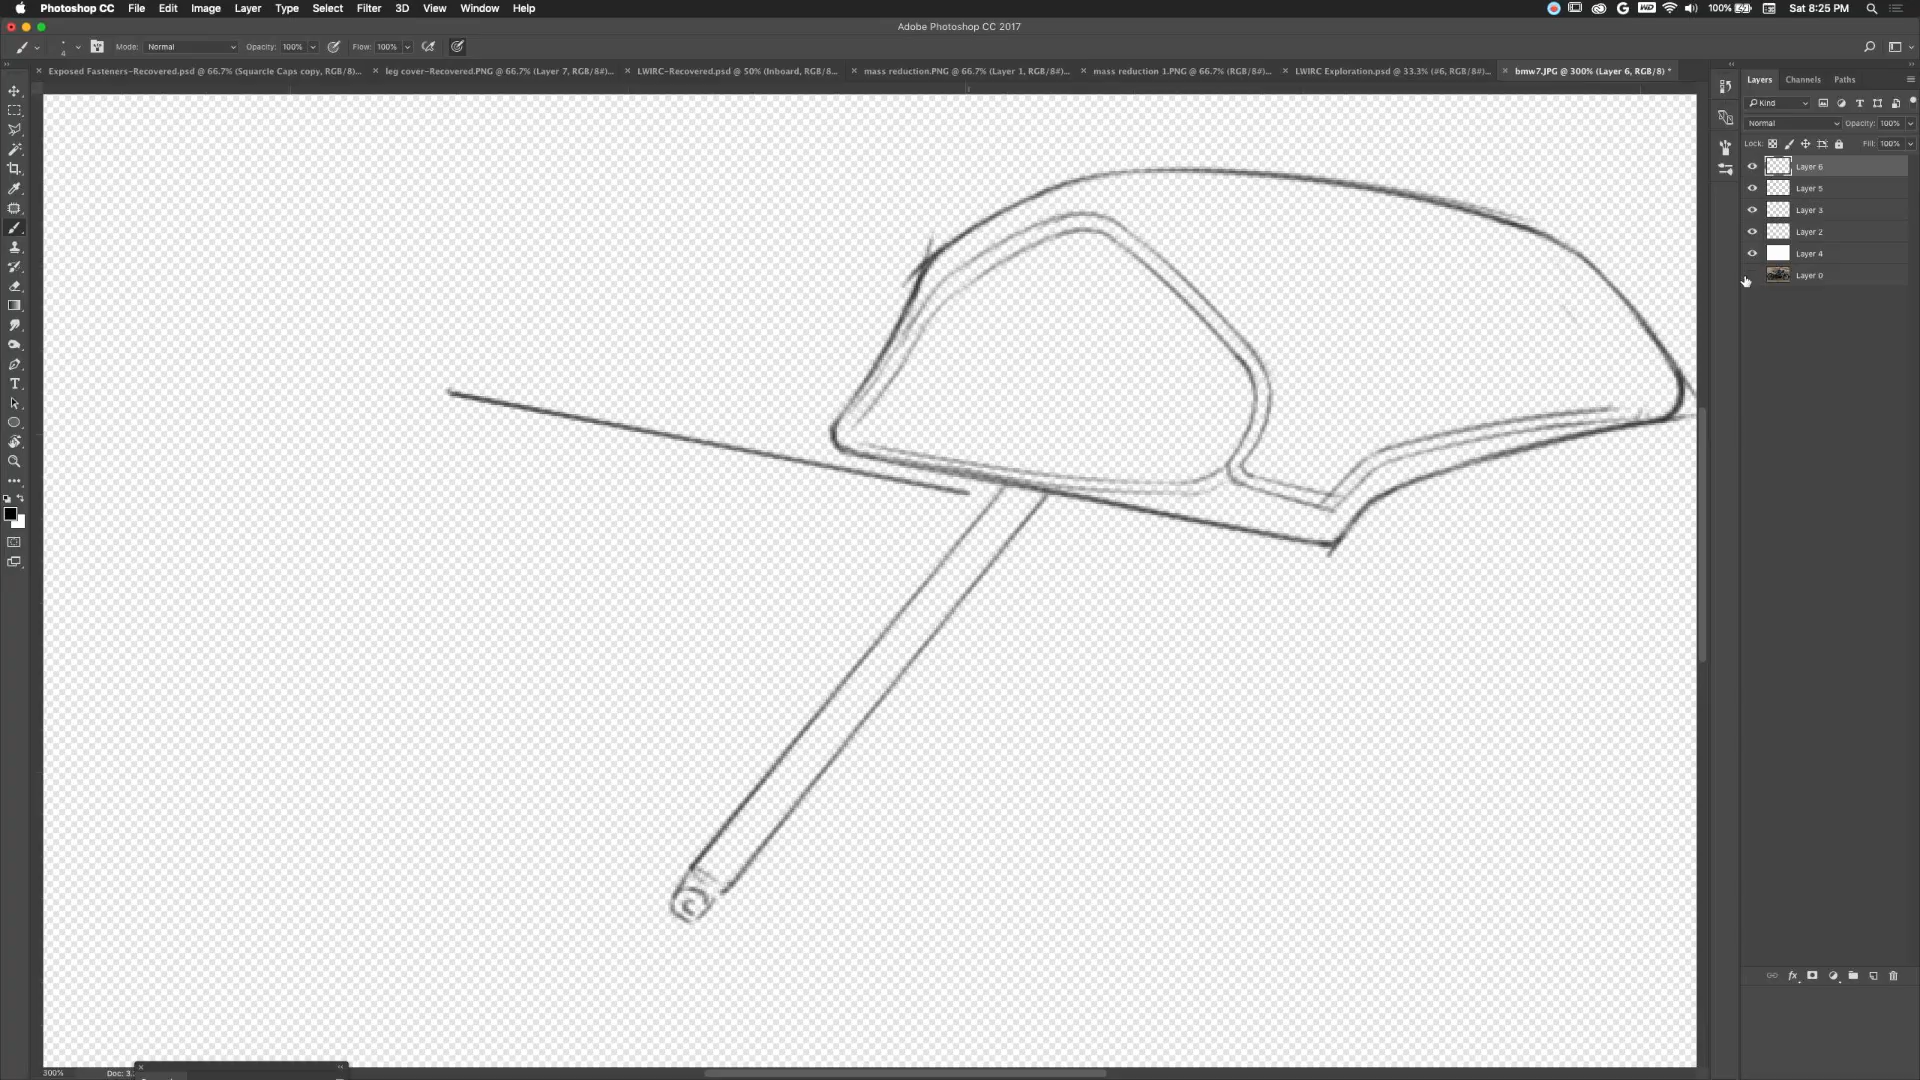 Photoshop CC File Edit Image Layer Type Select Filter 3D View Window Help 100% Sat 8:25 PM
Adobe Photoshop CC 2017
4 Mode: Normal Opacity: 100% Flow: 100%
Exposed Fasteners-Recovered.psd @ 66.7% (Squarcle Caps copy, RGB/8)... leg cover-Recovered.PNG @ 66.7% (Layer 7, RGB/8#)... LWIRC-Recovered.psd @ 50% (Inboard, RGB/8... mass reduction.PNG @ 66.7% (Layer 1, RGB/8#)... mass reduction 1.PNG @ 66.7% (RGB/8#)... LWIRC Exploration.psd @ 33.3% (#6, RGB/8#)... bmw7.JPG @ 300% (Layer 6, RGB/8) *
Layers Channels Paths
Kind
Normal Opacity: 100%
Lock: Fill: 100%
Layer 6
Layer 5
Layer 3
Layer 2
Layer 4
Layer 0
300% Doc: 3.